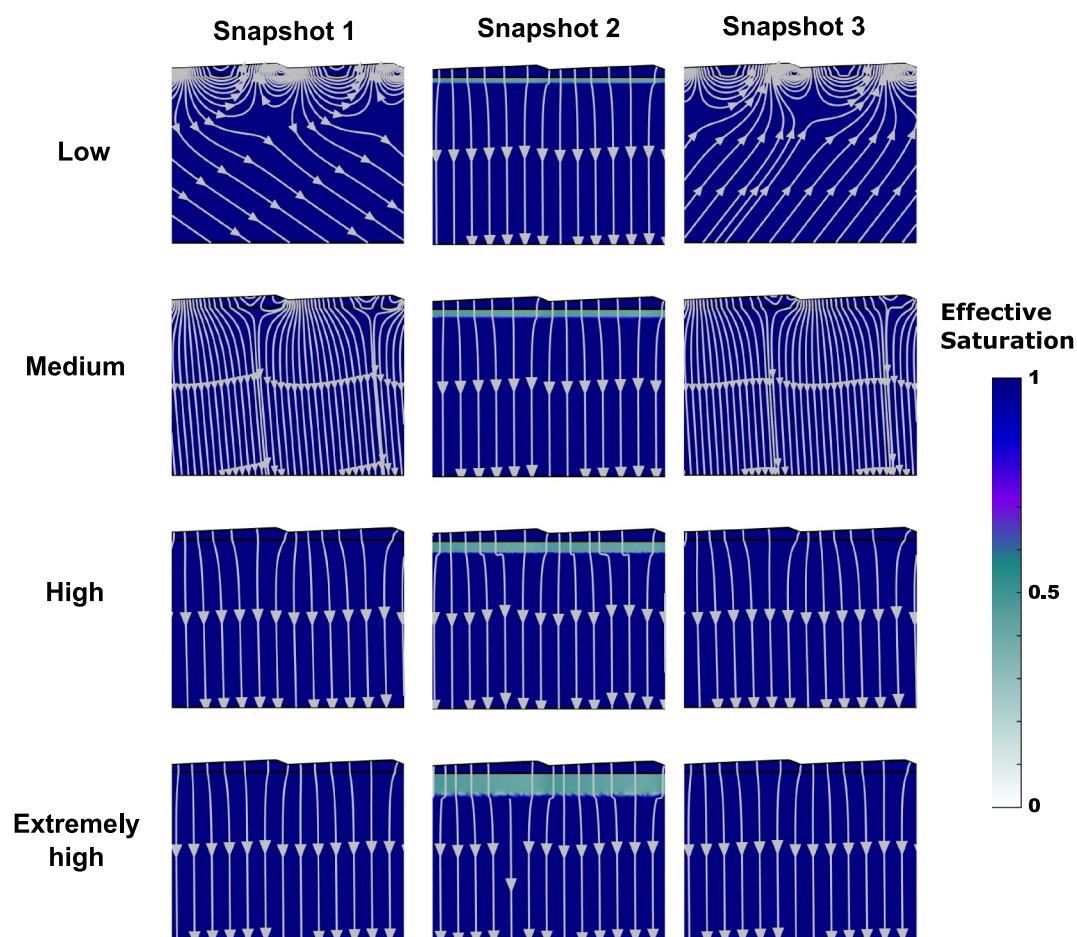 Snapshot 1
Snapshot 2
Snapshot 3
Low
Medium
High
Extremely
high
Effective
Saturation
1
0.5
0